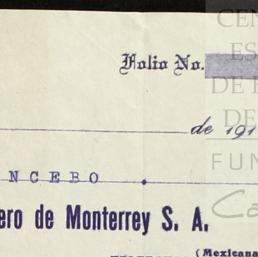 Folio No.
de 191
NCEBO.
ero de Monterrey S. A.
(Mexicana
CEN
ES
DE E
DE
FUN
Ca